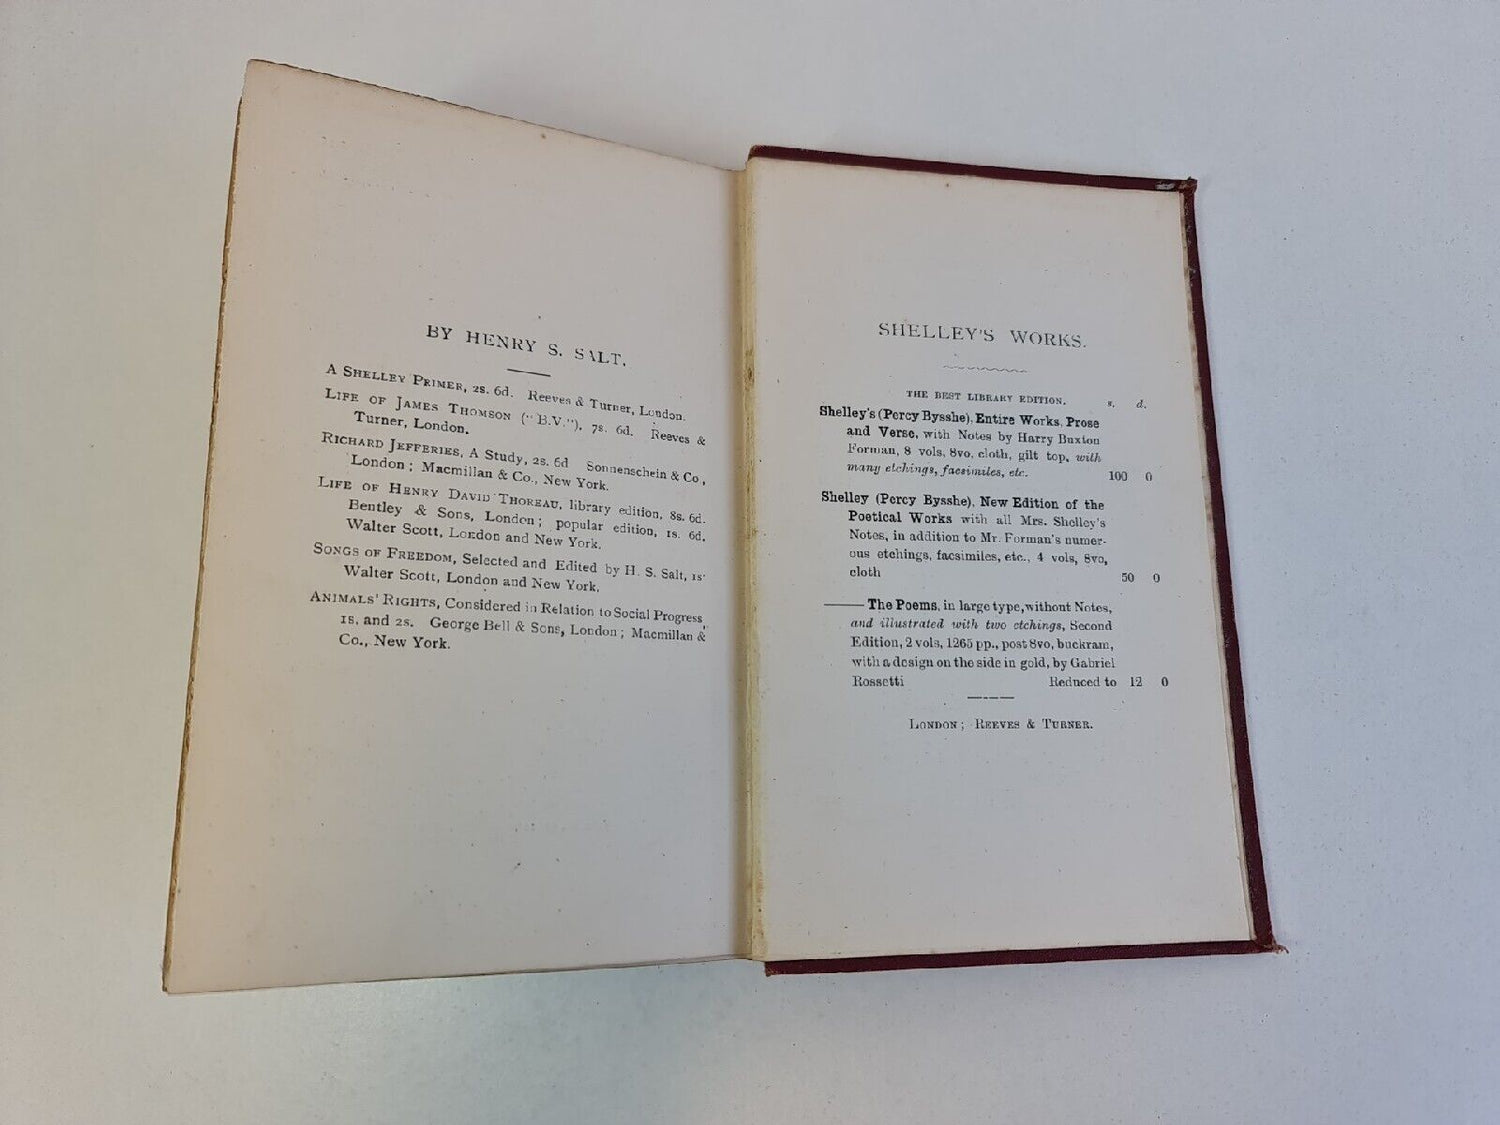 BY HENRY S. SALT.
A SHELLEY PRIMER, 2s. 6d. Reeves & Turner, London.
LIFE OF JAMES THOMSON ("B.V."), 7s. 6d. Reeves &
Turner, London.
RICHARD JEFFERIES, A Study, 2s. 6d Sonnenschein & Co,
London; Macmillan & Co., New York.
LIFE OF HENRY DAVID THOREAU, library edition, 8s. 6d.
Bentley & Sons, London; popular edition, 1s. 6d.
Walter Scott, London and New York.
SONGS OF FREEDOM, Selected and Edited by H. S. Salt, 1s.
Walter Scott, London and New York,
ANIMALS' RIGHTS, Considered in Relation to Social Progress,
1s. and 2s. George Bell & Sons, London; Macmillan &
Co., New York.
SHELLEY'S WORKS.
THE BEST LIBRARY EDITION. s. d.
Shelley's (Percy Bysshe), Entire Works, Prose
and Verse, with Notes by Harry Buxton
Forman, 8 vols, 8vo, cloth, gilt top, with
many etchings, facsimiles, etc. 100 0
Shelley (Percy Bysshe), New Edition of the
Poetical Works with all Mrs. Shelley's
Notes, in addition to Mr. Forman's numer-
ous etchings, facsimiles, etc., 4 vols, 8vo,
cloth 50 0
—— The Poems, in large type, without Notes,
and illustrated with two etchings, Second
Edition, 2 vols, 1265 pp., post 8vo, buckram,
with a design on the side in gold, by Gabriel
Rossetti Reduced to 12 0
LONDON; REEVES & TURNER.